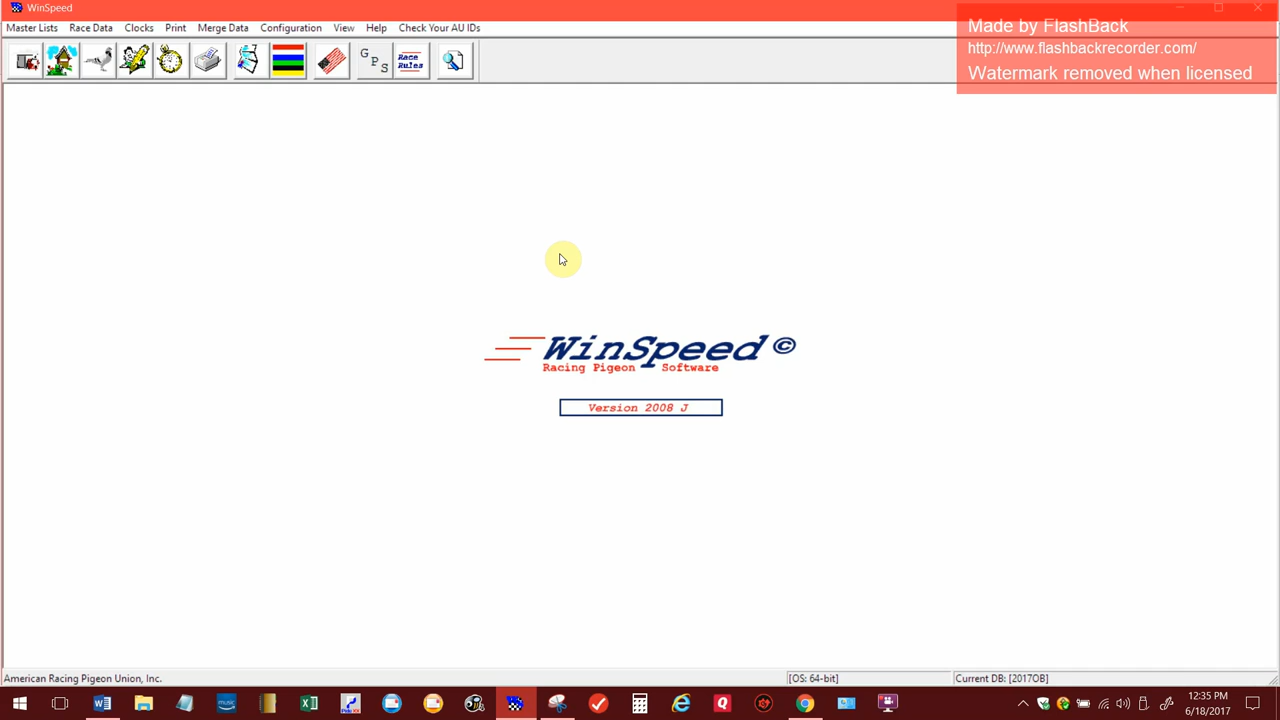 WinSpeed
Made by FlashBack
http://www.flashbackrecorder.com/
Watermark removed when licensed
Master Lists Race Data Clocks Print Merge Data Configuration View Help Check Your AU IDs
G P S
Race Rules
WinSpeed ©
Racing Pigeon Software
Version 2008 J
American Racing Pigeon Union, Inc.
[OS: 64-bit]
Current DB: [2017OB]
music
12:35 PM
6/18/2017